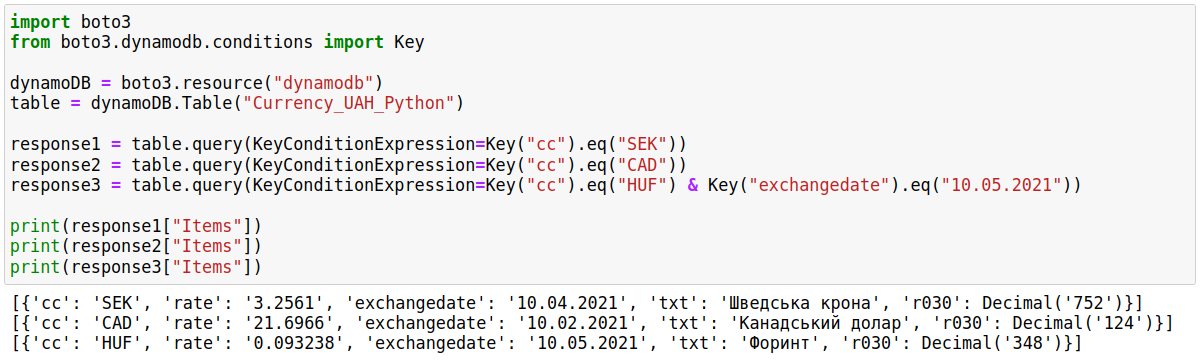 import boto3
from boto3.dynamodb.conditions import Key
dynamoDB = boto3.resource("dynamodb")
table = dynamoDB.Table("Currency_UAH_Python")
response1 = table.query(KeyConditionExpression=Key("cc").eq("SEK"))
response2 = table.query(KeyConditionExpression=Key("cc").eq("CAD"))
response3 = table.query(KeyConditionExpression=Key("cc").eq("HUF") & Key("exchangedate").eq("10.05.2021"))
print(response1["Items"])
print(response2["Items"])
print(response3["Items"])
[{'cc': 'SEK', 'rate': '3.2561', 'exchangedate': '10.04.2021', 'txt': 'Шведська крона', 'r030': Decimal('752')}]
[{'cc': 'CAD', 'rate': '21.6966', 'exchangedate': '10.02.2021', 'txt': 'Канадський долар', 'r030': Decimal('124')}]
[{'cc': 'HUF', 'rate': '0.093238', 'exchangedate': '10.05.2021', 'txt': 'Форинт', 'r030': Decimal('348')}]